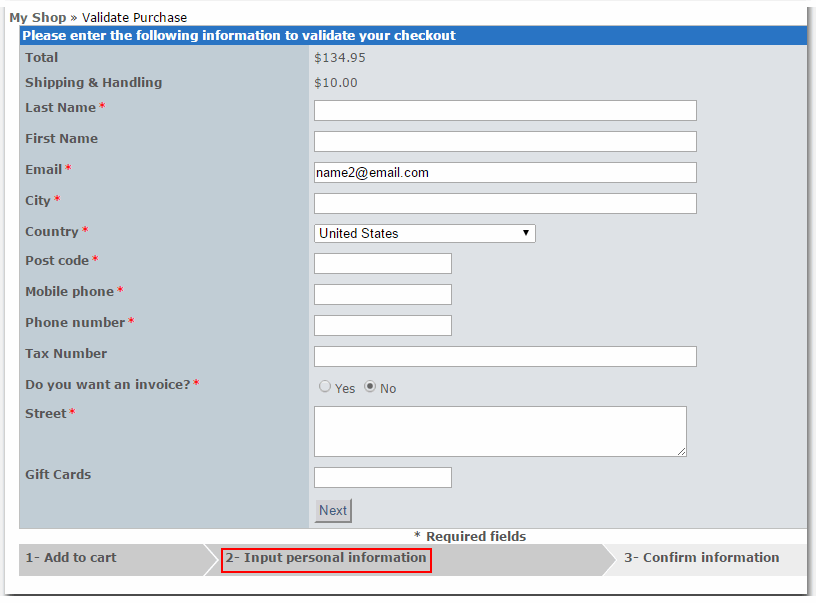 My Shop » Validate Purchase
Please enter the following information to validate your checkout
Total $134.95
Shipping & Handling $10.00
Last Name *
First Name
Email * name2@email.com
City *
Country * United States
Post code *
Mobile phone *
Phone number *
Tax Number
Do you want an invoice? * Yes No
Street *
Gift Cards
Next
* Required fields
1- Add to cart 2- Input personal information 3- Confirm information